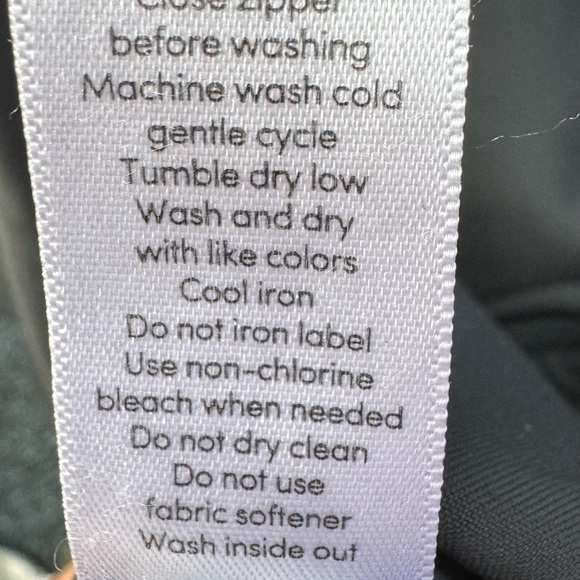 Close zipper
before washing
Machine wash cold
gentle cycle
Tumble dry low
Wash and dry
with like colors
Cool iron
Do not iron label
Use non-chlorine
bleach when needed
Do not dry clean
Do not use
fabric softener
Wash inside out